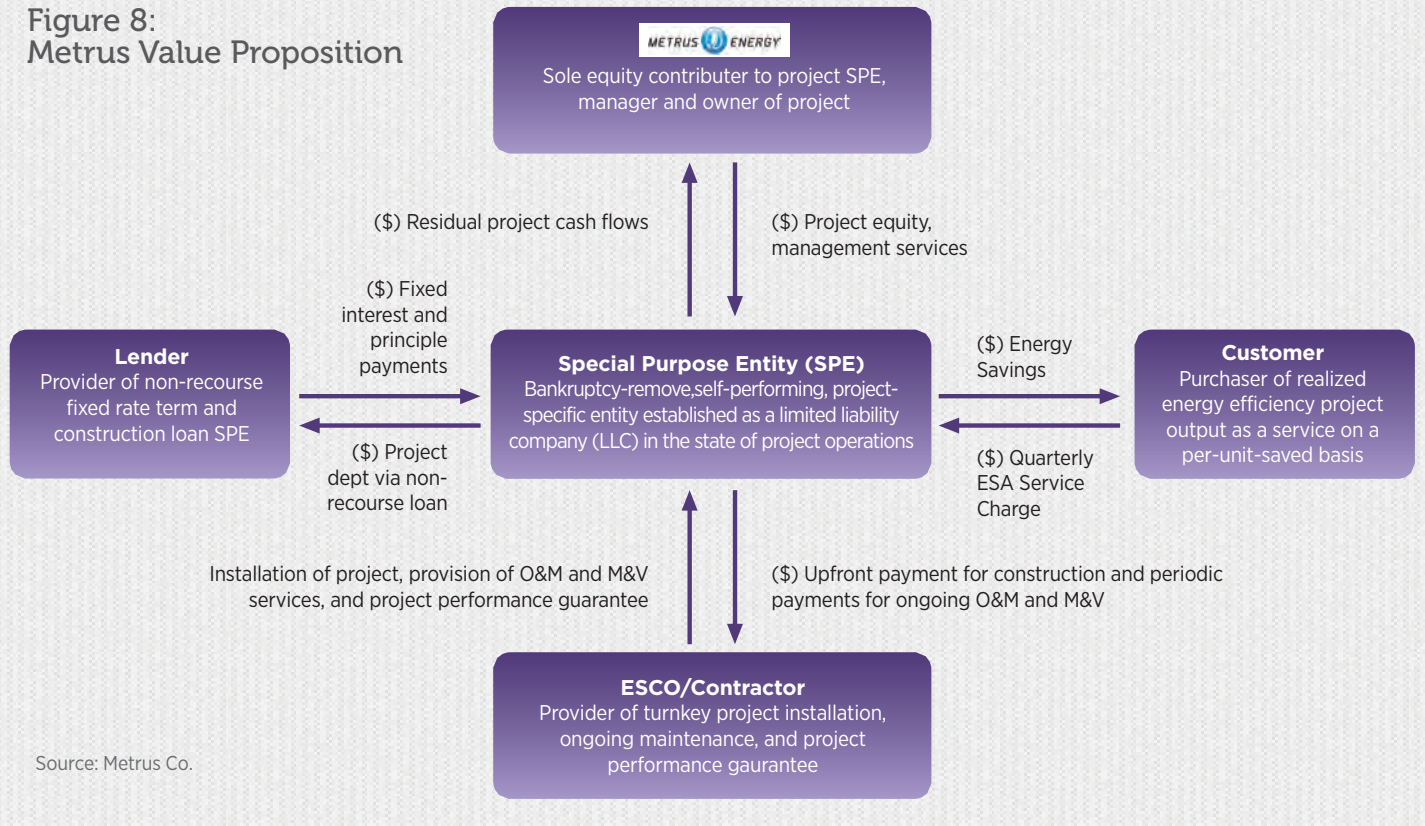 Figure 8:
Metrus Value Proposition
METRUS ENERGY
Sole equity contributer to project SPE,
manager and owner of project
($) Residual project cash flows
($) Project equity,
management services
($) Fixed
interest and
principle
payments
Lender
Provider of non-recourse
fixed rate term and
construction loan SPE
($) Project
dept via non-
recourse loan
Special Purpose Entity (SPE)
Bankruptcy-remove,self-performing, project-
specific entity established as a limited liability
company (LLC) in the state of project operations
($) Energy
Savings
($) Quarterly
ESA Service
Charge
Customer
Purchaser of realized
energy efficiency project
output as a service on a
per-unit-saved basis
Installation of project, provision of O&M and M&V
services, and project performance guarantee
($) Upfront payment for construction and periodic
payments for ongoing O&M and M&V
ESCO/Contractor
Provider of turnkey project installation,
ongoing maintenance, and project
performance gaurantee
Source: Metrus Co.